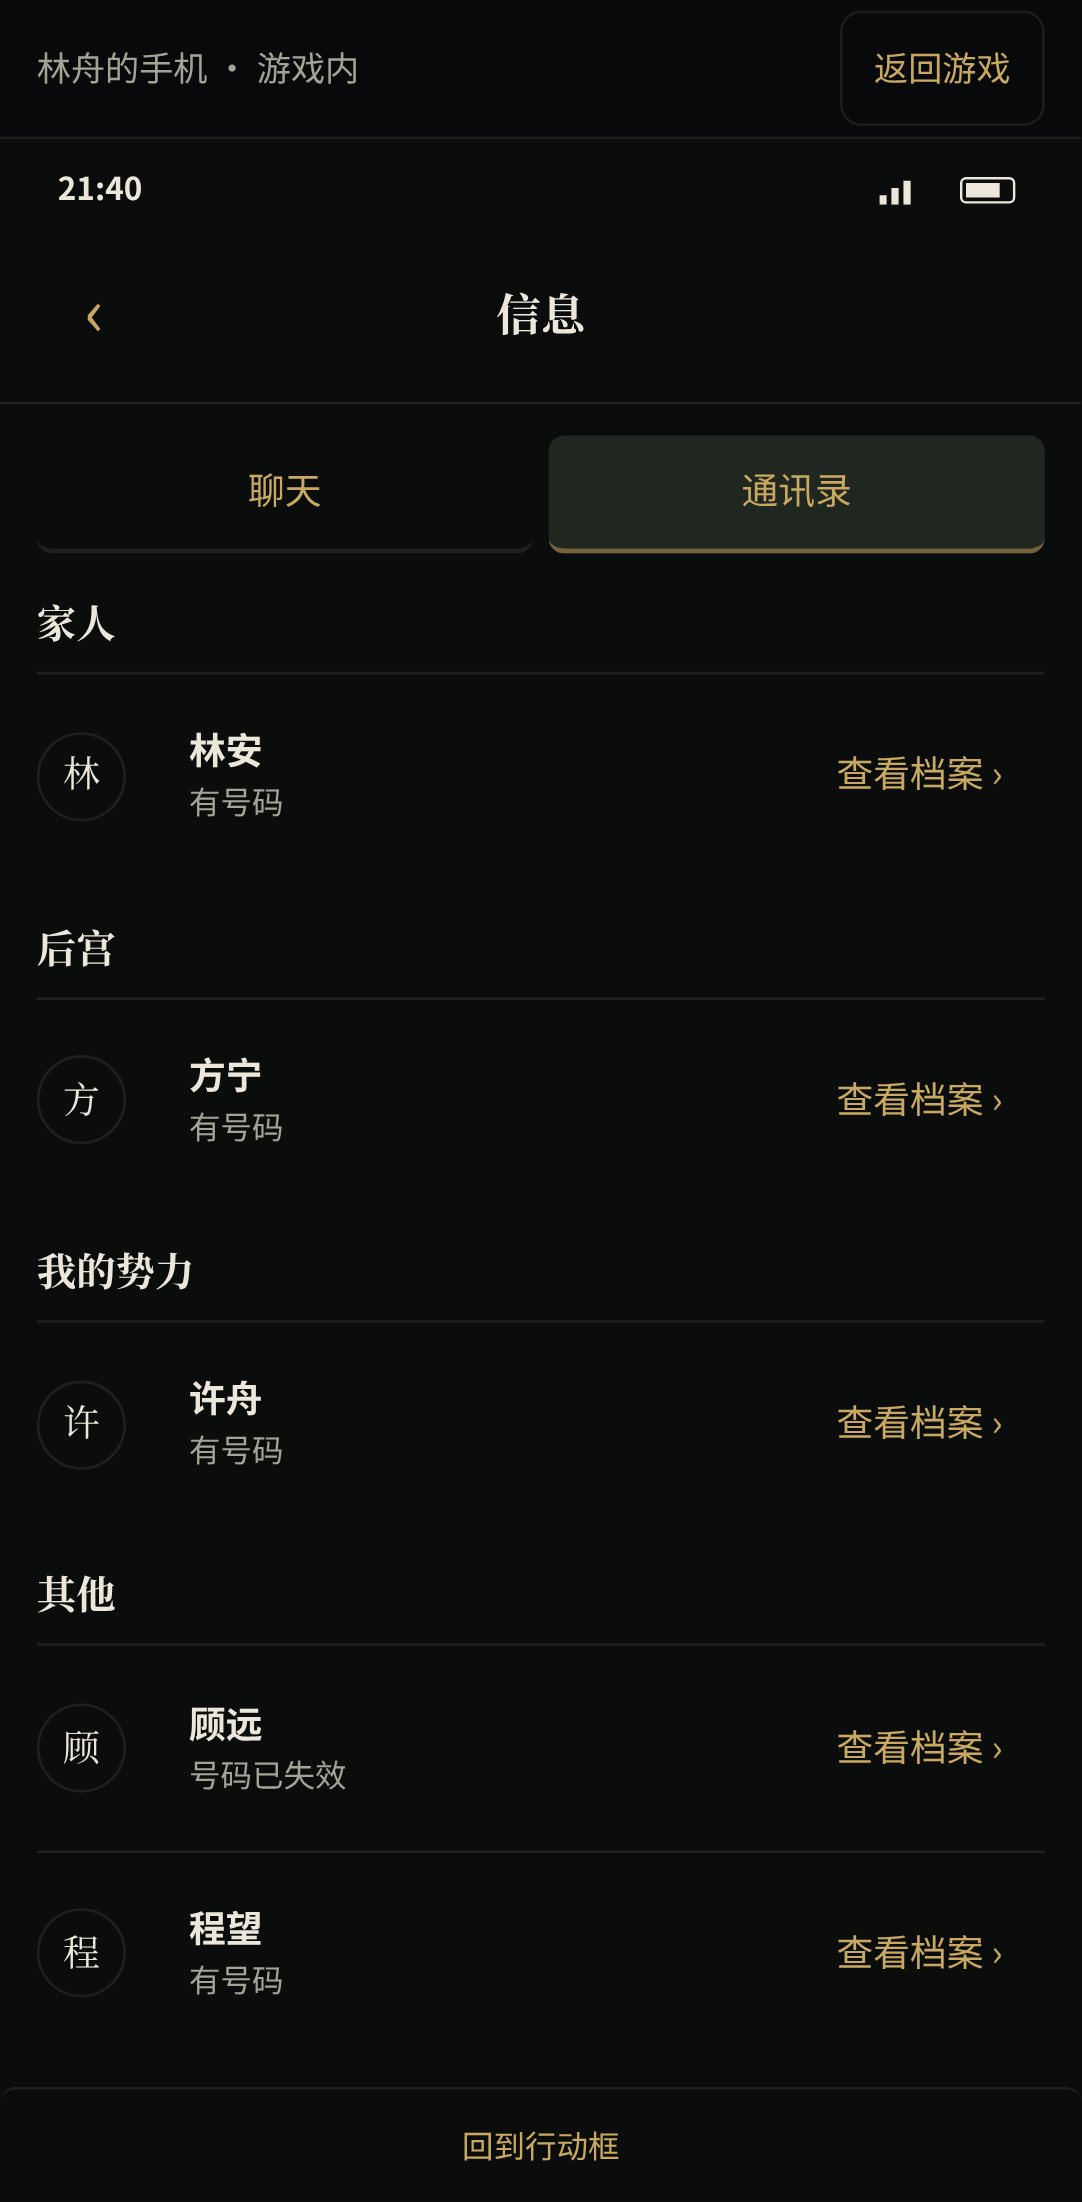 林舟的手机 · 游戏内
返回游戏
21:40
‹
信息
聊天
通讯录
家人
林
林安
有号码
查看档案 ›
后宫
方
方宁
有号码
查看档案 ›
我的势力
许
许舟
有号码
查看档案 ›
其他
顾
顾远
号码已失效
查看档案 ›
程
程望
有号码
查看档案 ›
回到行动框